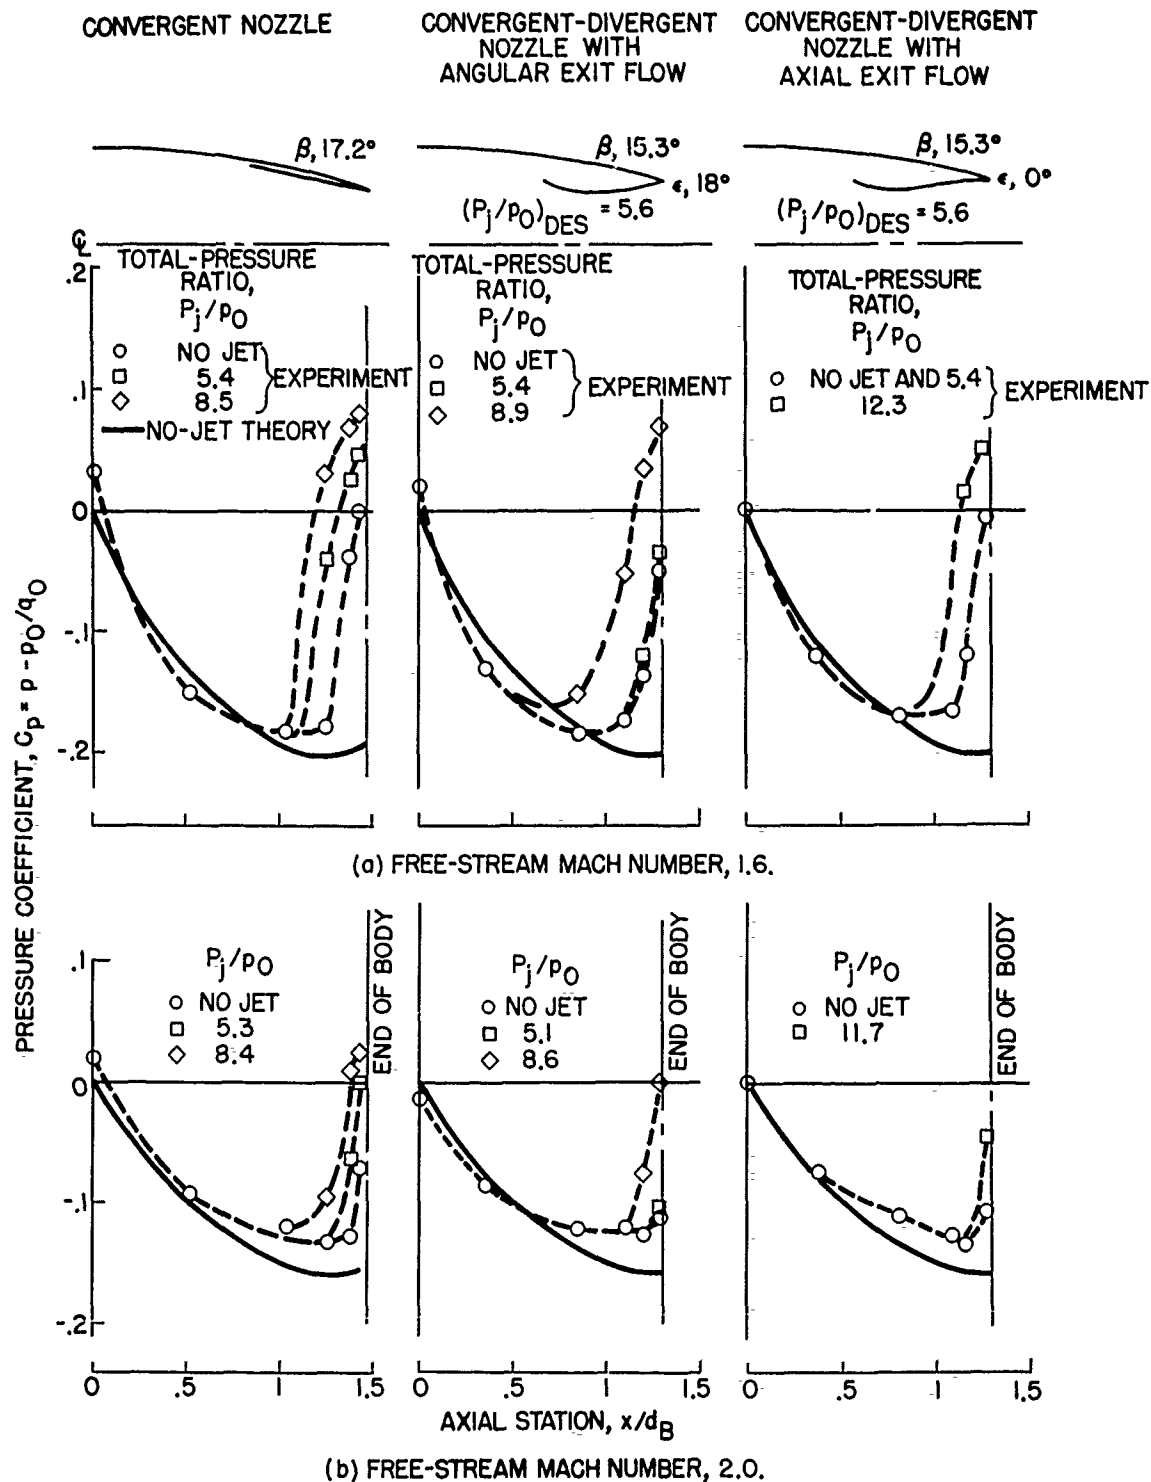 CONVERGENT NOZZLE
CONVERGENT-DIVERGENT
NOZZLE WITH
ANGULAR EXIT FLOW
CONVERGENT-DIVERGENT
NOZZLE WITH
AXIAL EXIT FLOW
β, 17.2°
β, 15.3°
ϵ, 18°
(Pj/p0)DES = 5.6
β, 15.3°
ϵ, 0°
(Pj/p0)DES = 5.6
℄
TOTAL-PRESSURE
RATIO,
Pj/p0
NO JET
5.4
8.5
EXPERIMENT
NO-JET THEORY
TOTAL-PRESSURE
RATIO,
Pj/p0
NO JET
5.4
8.9
EXPERIMENT
TOTAL-PRESSURE
RATIO,
Pj/p0
NO JET AND 5.4
12.3
EXPERIMENT
.2
.1
0
-.1
-.2
PRESSURE COEFFICIENT, Cp = p - p0/q0
(a) FREE-STREAM MACH NUMBER, 1.6.
Pj/p0
NO JET
5.3
8.4
END OF BODY
Pj/p0
NO JET
5.1
8.6
END OF BODY
Pj/p0
NO JET
11.7
END OF BODY
.1
0
-.1
-.2
0 .5 1 1.5
0 .5 1 1.5
0 .5 1 1.5
AXIAL STATION, x/dB
(b) FREE-STREAM MACH NUMBER, 2.0.